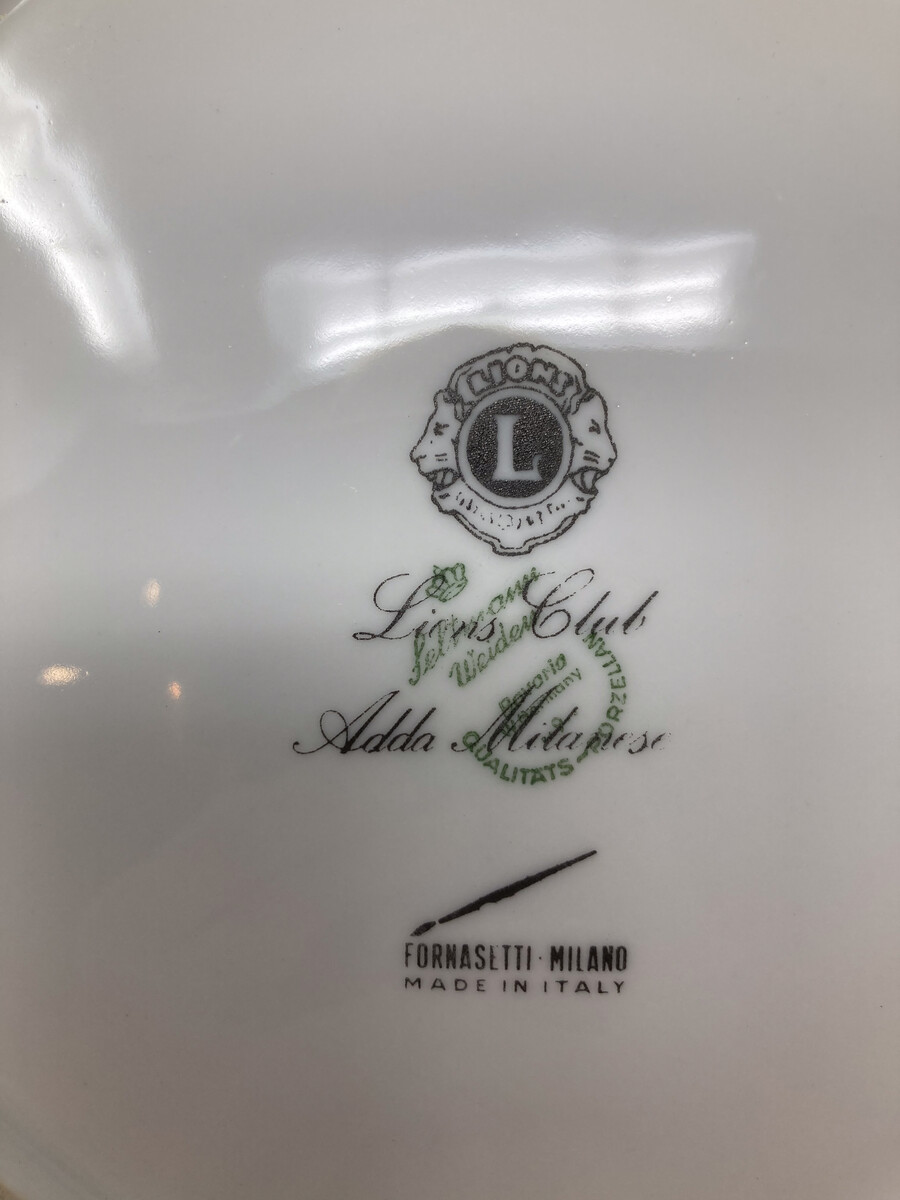 LIONS
L
Lions Club
Seltmann
Weiden
Bavaria
W. Germany
QUALITÄTS - PORZELLAN
Adda Milanese
FORNASETTI · MILANO
MADE IN ITALY